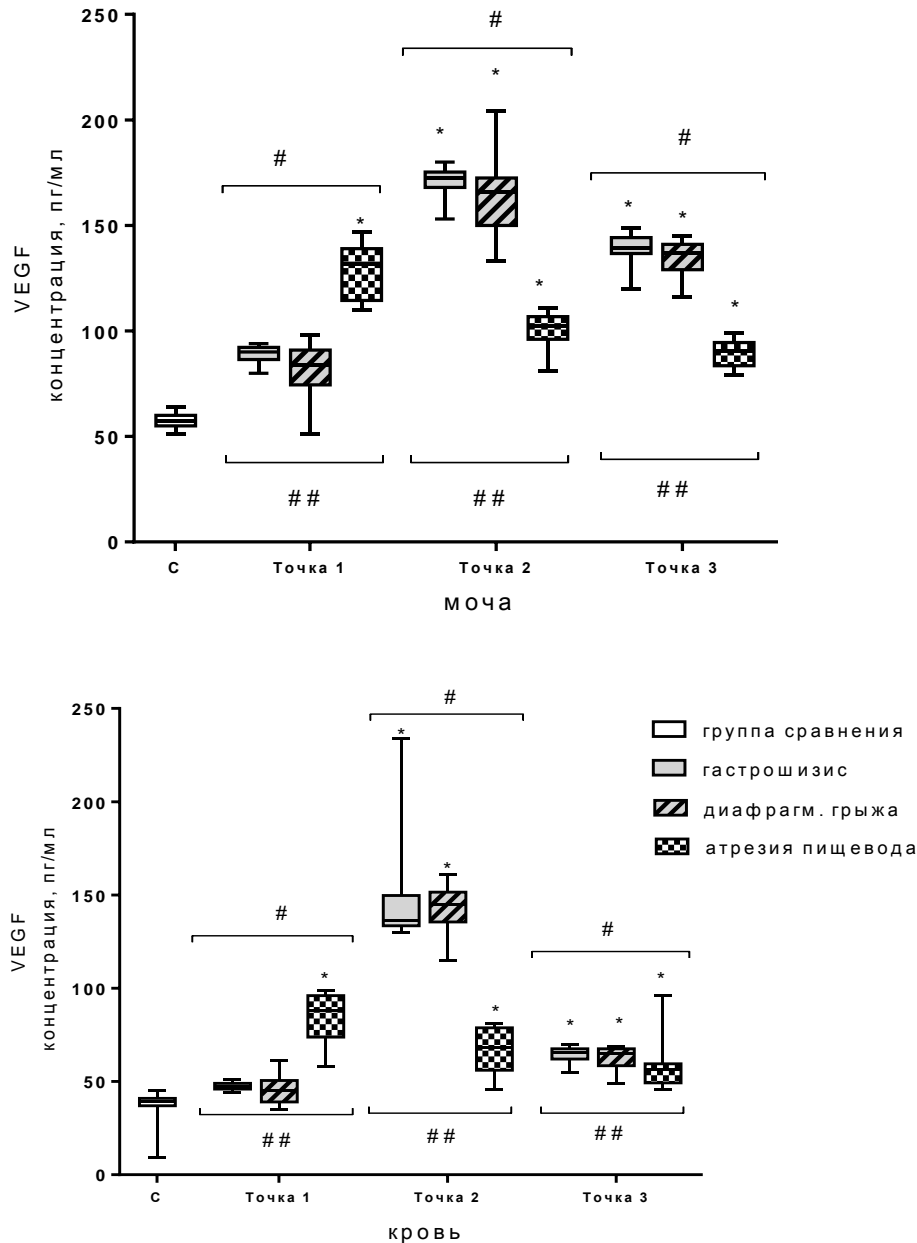 250
#
*
*
200
#
#
*
*
*
VEGF
концентрация, пг/мл
150
*
*
100
50
##
##
##
0
С
Точка 1
Точка 2
Точка 3
моча
250
#
*
группа сравнения
200
гастрошизис
диафрагм. грыжа
VEGF
концентрация, пг/мл
150
*
атрезия пищевода
#
#
*
*
100
*
*
*
50
##
##
##
0
С
Точка 1
Точка 2
Точка 3
кровь